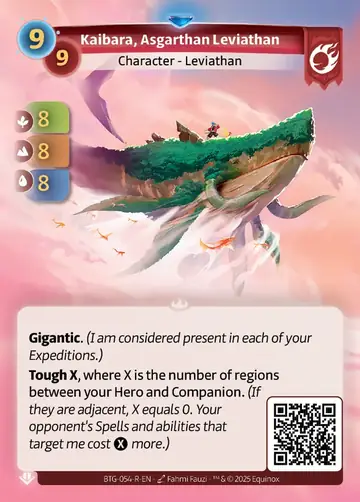 Kaibara, Asgarthan Leviathan
Character - Leviathan
9
9
8
8
8
Gigantic. (I am considered present in each of your
Expeditions.)
Tough X, where X is the number of regions
between your Hero and Companion. (If
they are adjacent, X equals 0. Your
opponent's Spells and abilities that
target me cost X more.)
BTG-054-R-EN - Fahmi Fauzi - ™ & © 2025 Equinox